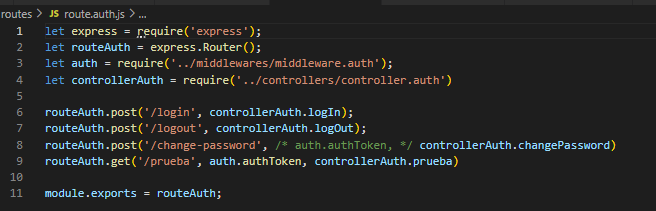 routes > JS route.auth.js > ...
1 let express = require('express');
2 let routeAuth = express.Router();
3 let auth = require('../middlewares/middleware.auth');
4 let controllerAuth = require('../controllers/controller.auth')
5
6 routeAuth.post('/login', controllerAuth.logIn);
7 routeAuth.post('/logout', controllerAuth.logOut);
8 routeAuth.post('/change-password', /* auth.authToken, */ controllerAuth.changePassword)
9 routeAuth.get('/prueba', auth.authToken, controllerAuth.prueba)
10
11 module.exports = routeAuth;